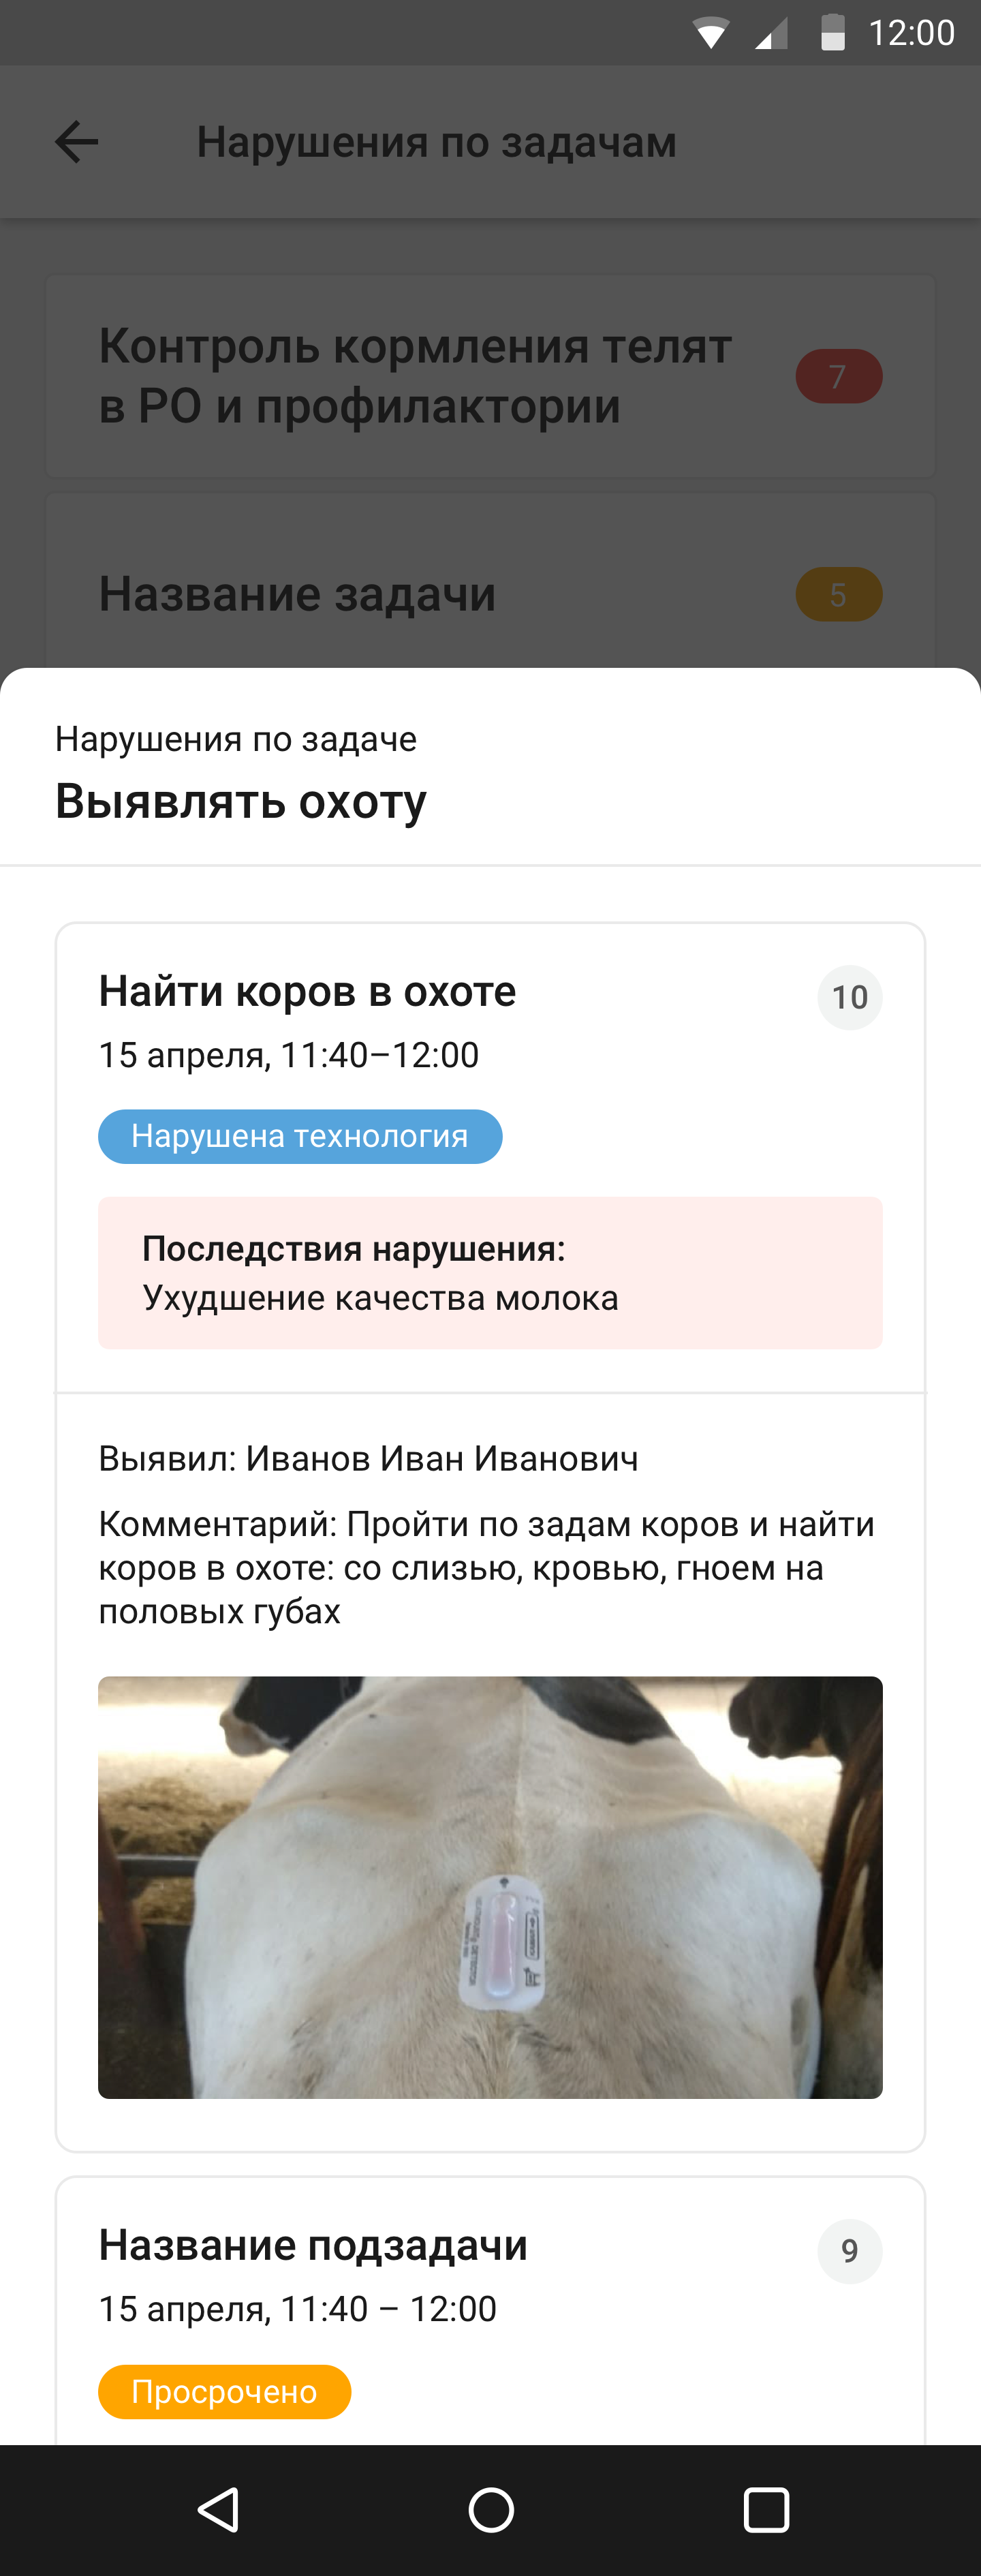 12:00
Нарушения по задачам
Контроль кормления телят
в РО и профилактории
7
Название задачи
5
Нарушения по задаче
Выявлять охоту
Найти коров в охоте
10
15 апреля, 11:40–12:00
Нарушена технология
Последствия нарушения:
Ухудшение качества молока
Выявил: Иванов Иван Иванович
Комментарий: Пройти по задам коров и найти
коров в охоте: со слизью, кровью, гноем на
половых губах
Название подзадачи
9
15 апреля, 11:40 – 12:00
Просрочено